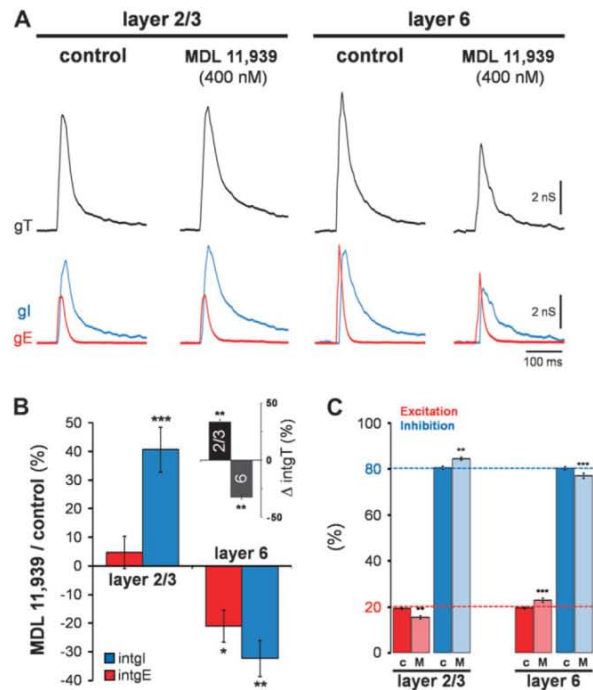 A
layer 2/3
layer 6
control
MDL 11,939
(400 nM)
control
MDL 11,939
(400 nM)
gT
2 nS
gI
gE
2 nS
100 ms
B
MDL 11,939 / control (%)
50
40
30
20
10
0
-10
-20
-30
-40
***
layer 2/3
layer 6
*
**
intgI
intgE
**
2/3
6
**
50
0
-50
Δ intgT (%)
C
(%)
100
80
60
40
20
0
Excitation
Inhibition
**
**
***
***
c M c M c M c M
layer 2/3
layer 6